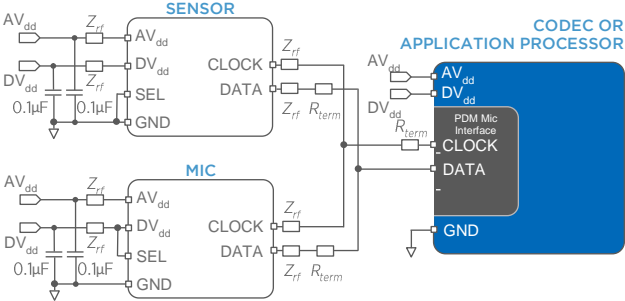 SENSOR
AVdd
Zrf
AVdd
DVdd
Zrf
DVdd
0.1µF
0.1µF
SEL
GND
CLOCK
Zrf
DATA
Zrf
Rterm
CODEC OR
APPLICATION PROCESSOR
AVdd
AVdd
DVdd
DVdd
Rterm
PDM Mic
Interface
CLOCK
DATA
GND
MIC
AVdd
Zrf
AVdd
DVdd
Zrf
DVdd
0.1µF
0.1µF
SEL
GND
CLOCK
Zrf
DATA
Zrf
Rterm